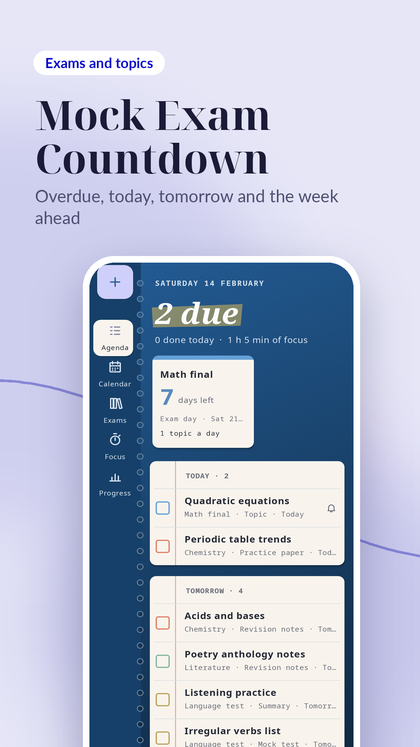 Exams and topics
Mock Exam
Countdown
Overdue, today, tomorrow and the week
ahead
SATURDAY 14 FEBRUARY
2 due
0 done today · 1 h 5 min of focus
Agenda
Calendar
Exams
Focus
Progress
Math final
7 days left
Exam day · Sat 21…
1 topic a day
TODAY · 2
Quadratic equations
Math final · Topic · Today
Periodic table trends
Chemistry · Practice paper · Tod…
TOMORROW · 4
Acids and bases
Chemistry · Revision notes · Tom…
Poetry anthology notes
Literature · Revision notes · To…
Listening practice
Language test · Summary · Tomorr…
Irregular verbs list
Language test · Mock test · Tomo…